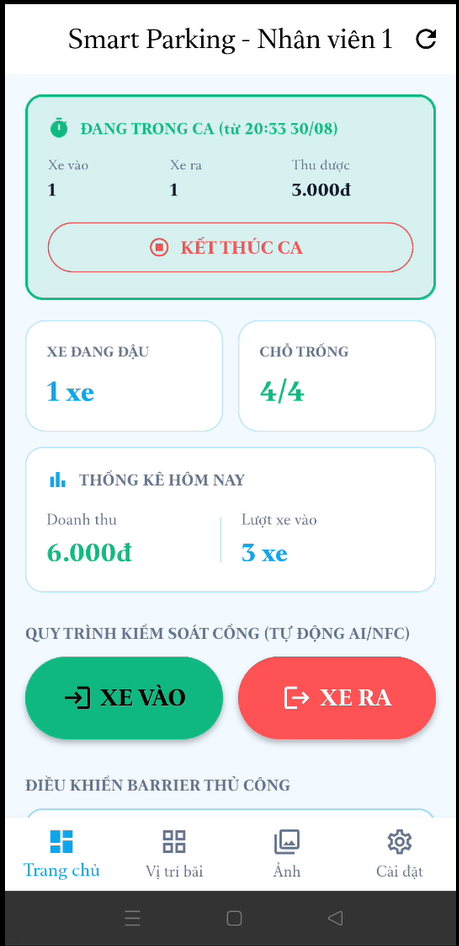 Smart Parking - Nhân viên 1
ĐANG TRONG CA (từ 20:33 30/08)
Xe vào Xe ra Thu được
1 1 3.000đ
KẾT THÚC CA
XE ĐANG ĐẬU CHỖ TRỐNG
1 xe 4/4
THỐNG KÊ HÔM NAY
Doanh thu Lượt xe vào
6.000đ 3 xe
QUY TRÌNH KIỂM SOÁT CỔNG (TỰ ĐỘNG AI/NFC)
XE VÀO XE RA
ĐIỀU KHIỂN BARRIER THỦ CÔNG
Trang chủ Vị trí bãi Ảnh Cài đặt